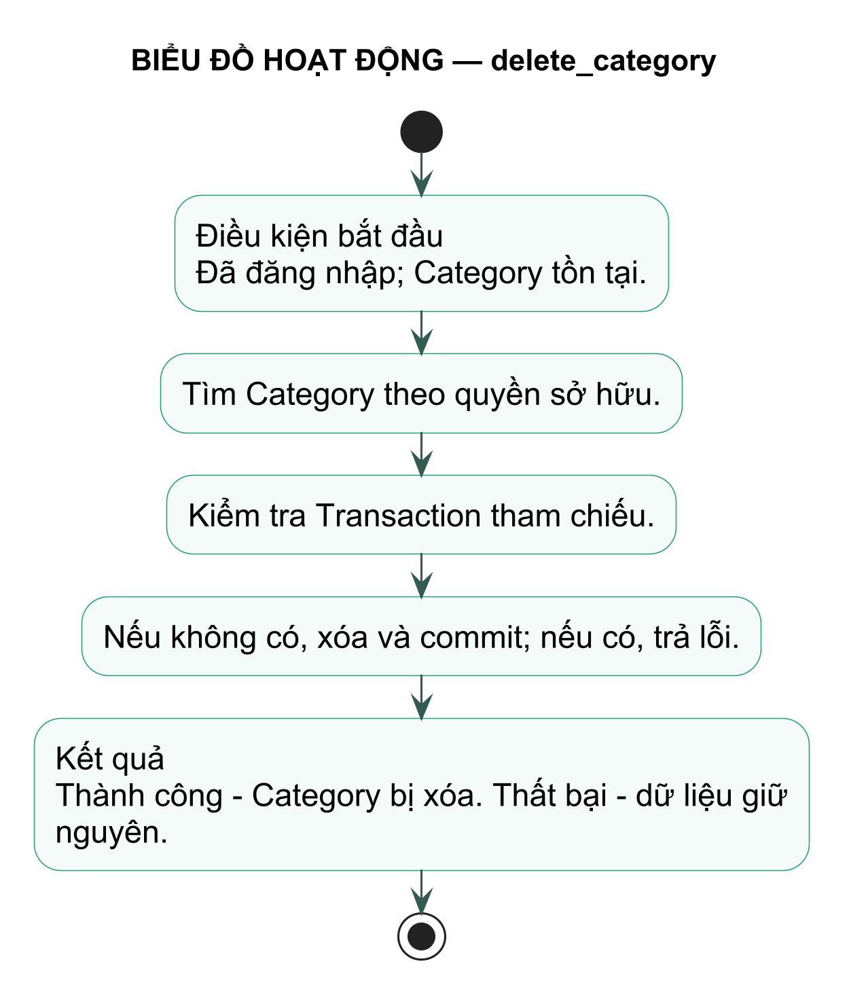 BIỂU ĐỒ HOẠT ĐỘNG — delete_category
Điều kiện bắt đầu
Đã đăng nhập; Category tồn tại.
Tìm Category theo quyền sở hữu.
Kiểm tra Transaction tham chiếu.
Nếu không có, xóa và commit; nếu có, trả lỗi.
Kết quả
Thành công - Category bị xóa. Thất bại - dữ liệu giữ
nguyên.